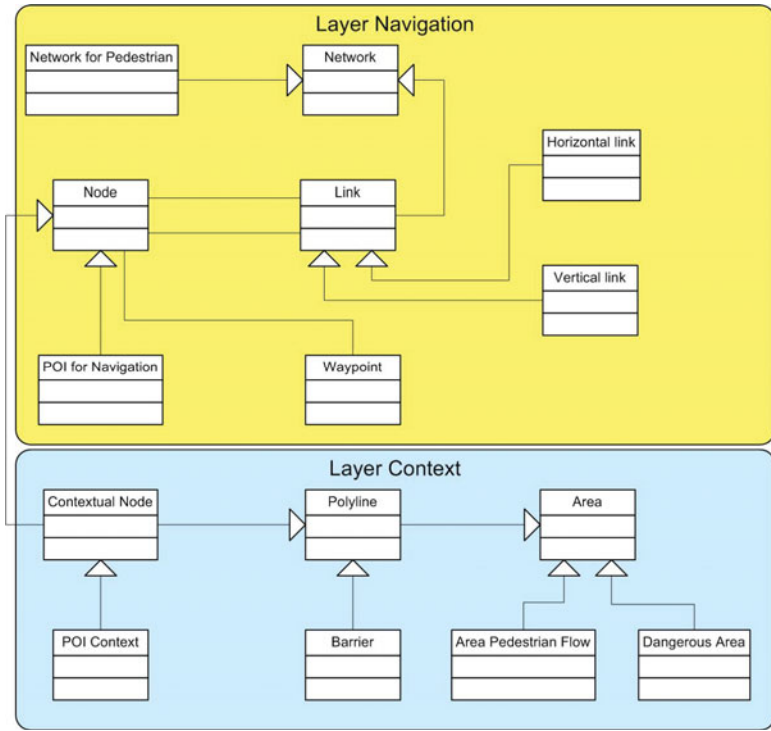 Layer Navigation
Network for Pedestrian
Network
Horizontal link
Node
Link
Vertical link
POI for Navigation
Waypoint
Layer Context
Contextual Node
Polyline
Area
POI Context
Barrier
Area Pedestrian Flow
Dangerous Area